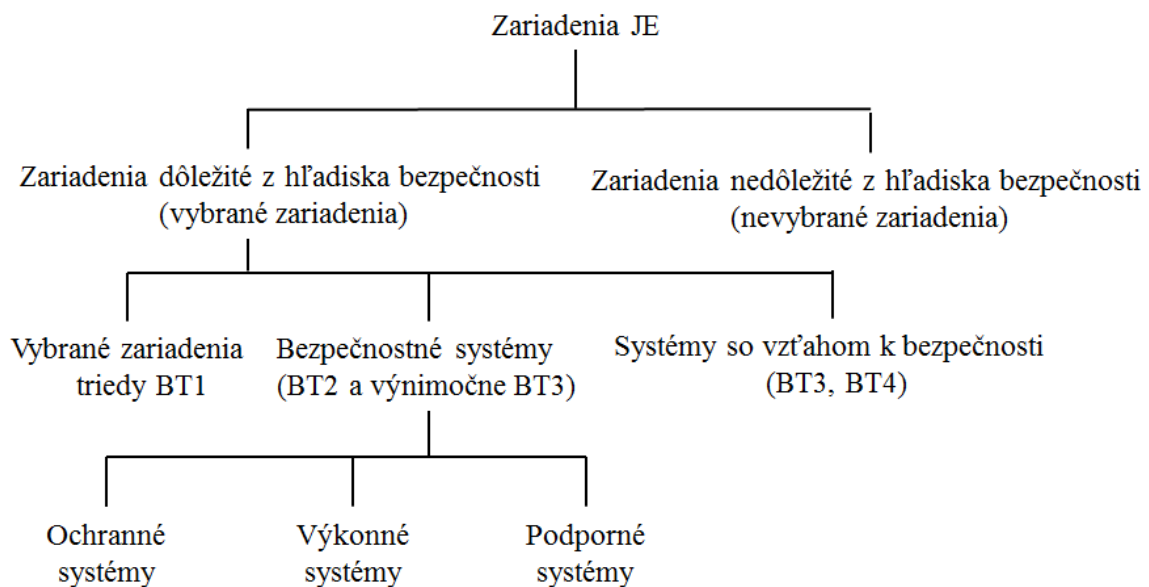 Zariadenia JE
Zariadenia dôležité z hľadiska bezpečnosti
(vybrané zariadenia)
Zariadenia nedôležité z hľadiska bezpečnosti
(nevybrané zariadenia)
Vybrané zariadenia
triedy BT1
Bezpečnostné systémy
(BT2 a výnimočne BT3)
Systémy so vzťahom k bezpečnosti
(BT3, BT4)
Ochranné
systémy
Výkonné
systémy
Podporné
systémy